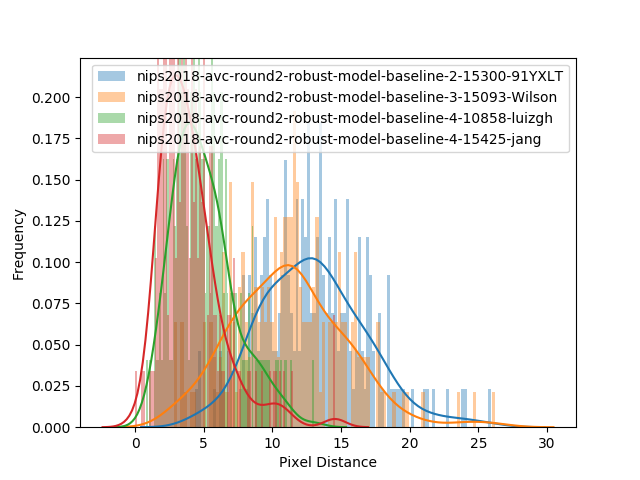 nips2018-avc-round2-robust-model-baseline-2-15300-91YXLT
nips2018-avc-round2-robust-model-baseline-3-15093-Wilson
nips2018-avc-round2-robust-model-baseline-4-10858-luizgh
nips2018-avc-round2-robust-model-baseline-4-15425-jang
0.200
0.175
0.150
0.125
0.100
0.075
0.050
0.025
0.000
Frequency
0 5 10 15 20 25 30
Pixel Distance